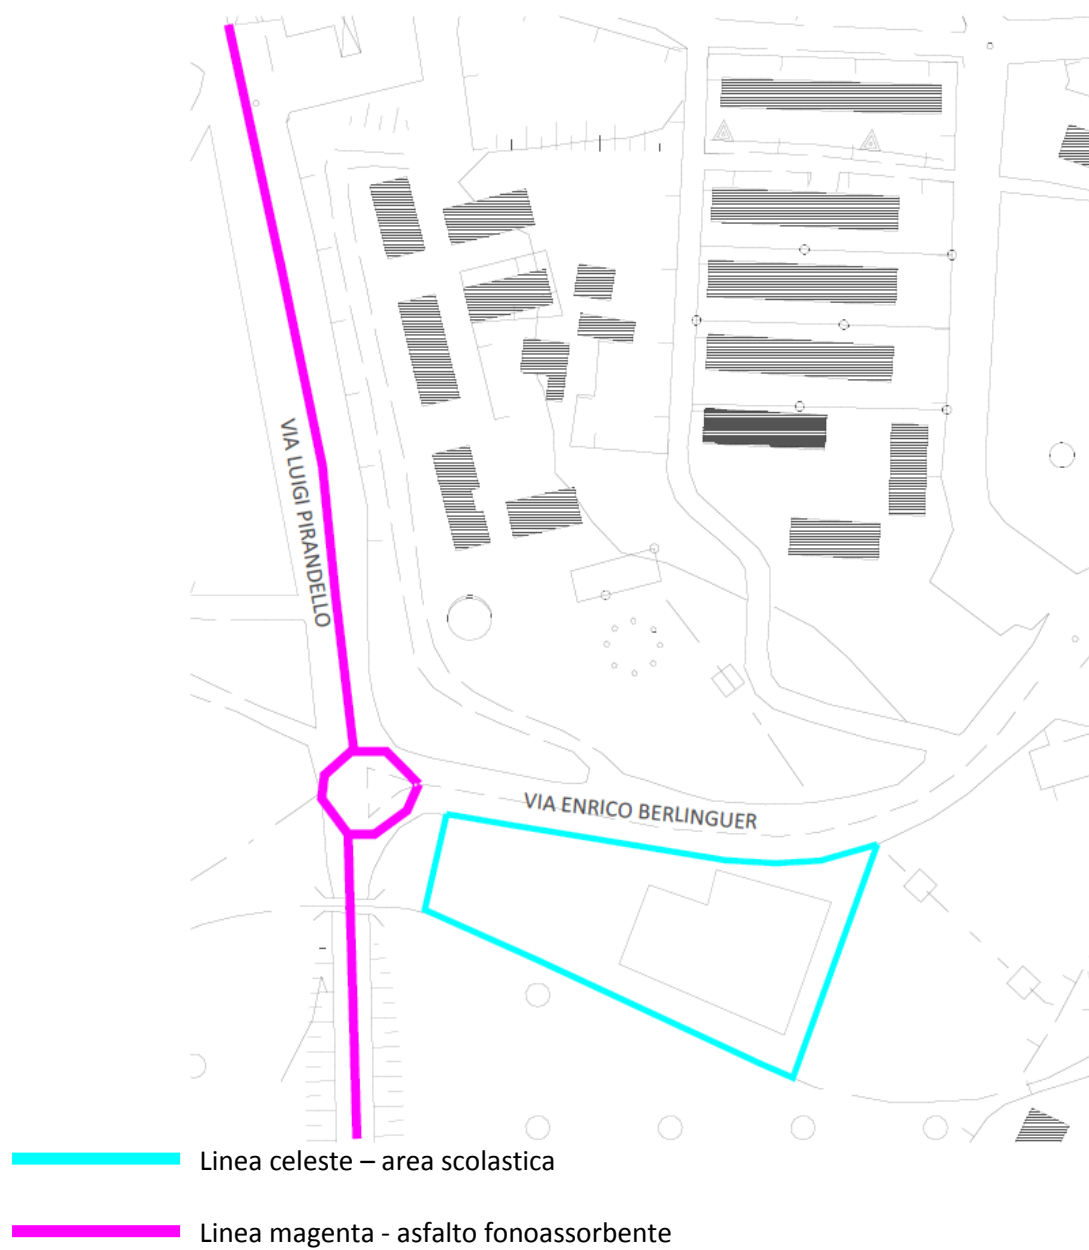 VIA LUIGI PIRANDELLO
VIA ENRICO BERLINGUER
Linea celeste – area scolastica
Linea magenta - asfalto fonoassorbente